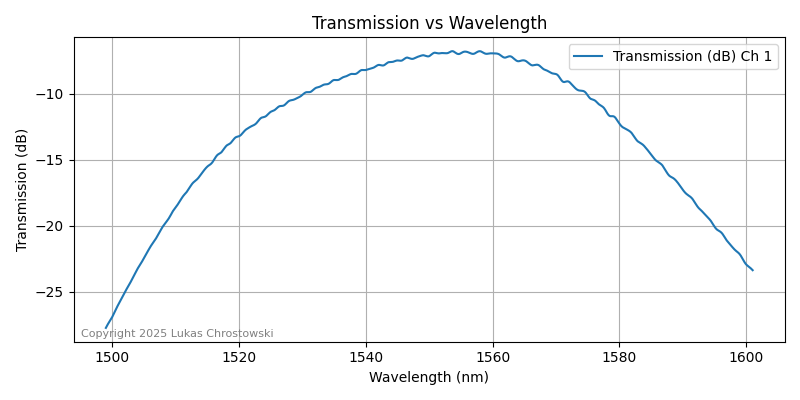 Transmission vs Wavelength
Transmission (dB) Ch 1
Transmission (dB)
−10
−15
−20
−25
Copyright 2025 Lukas Chrostowski
1500 1520 1540 1560 1580 1600
Wavelength (nm)